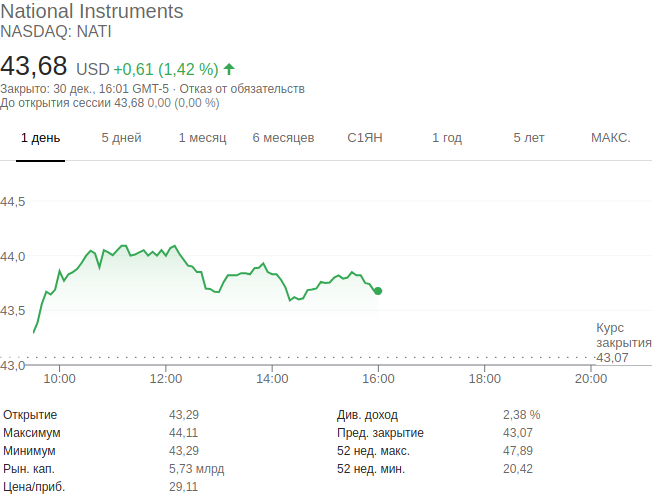 National Instruments
NASDAQ: NATI
43,68 USD +0,61 (1,42 %)
Закрыто: 30 дек., 16:01 GMT-5 · Отказ от обязательств
До открытия сессии 43,68 0,00 (0,00 %)
1 день 5 дней 1 месяц 6 месяцев С1ЯН 1 год 5 лет МАКС.
44,5
44,0
43,5
43,0
Курс
закрытия
43,07
10:00 12:00 14:00 16:00 18:00 20:00
Открытие 43,29 Див. доход 2,38 %
Максимум 44,11 Пред. закрытие 43,07
Минимум 43,29 52 нед. макс. 47,89
Рын. кап. 5,73 млрд 52 нед. мин. 20,42
Цена/приб. 29,11